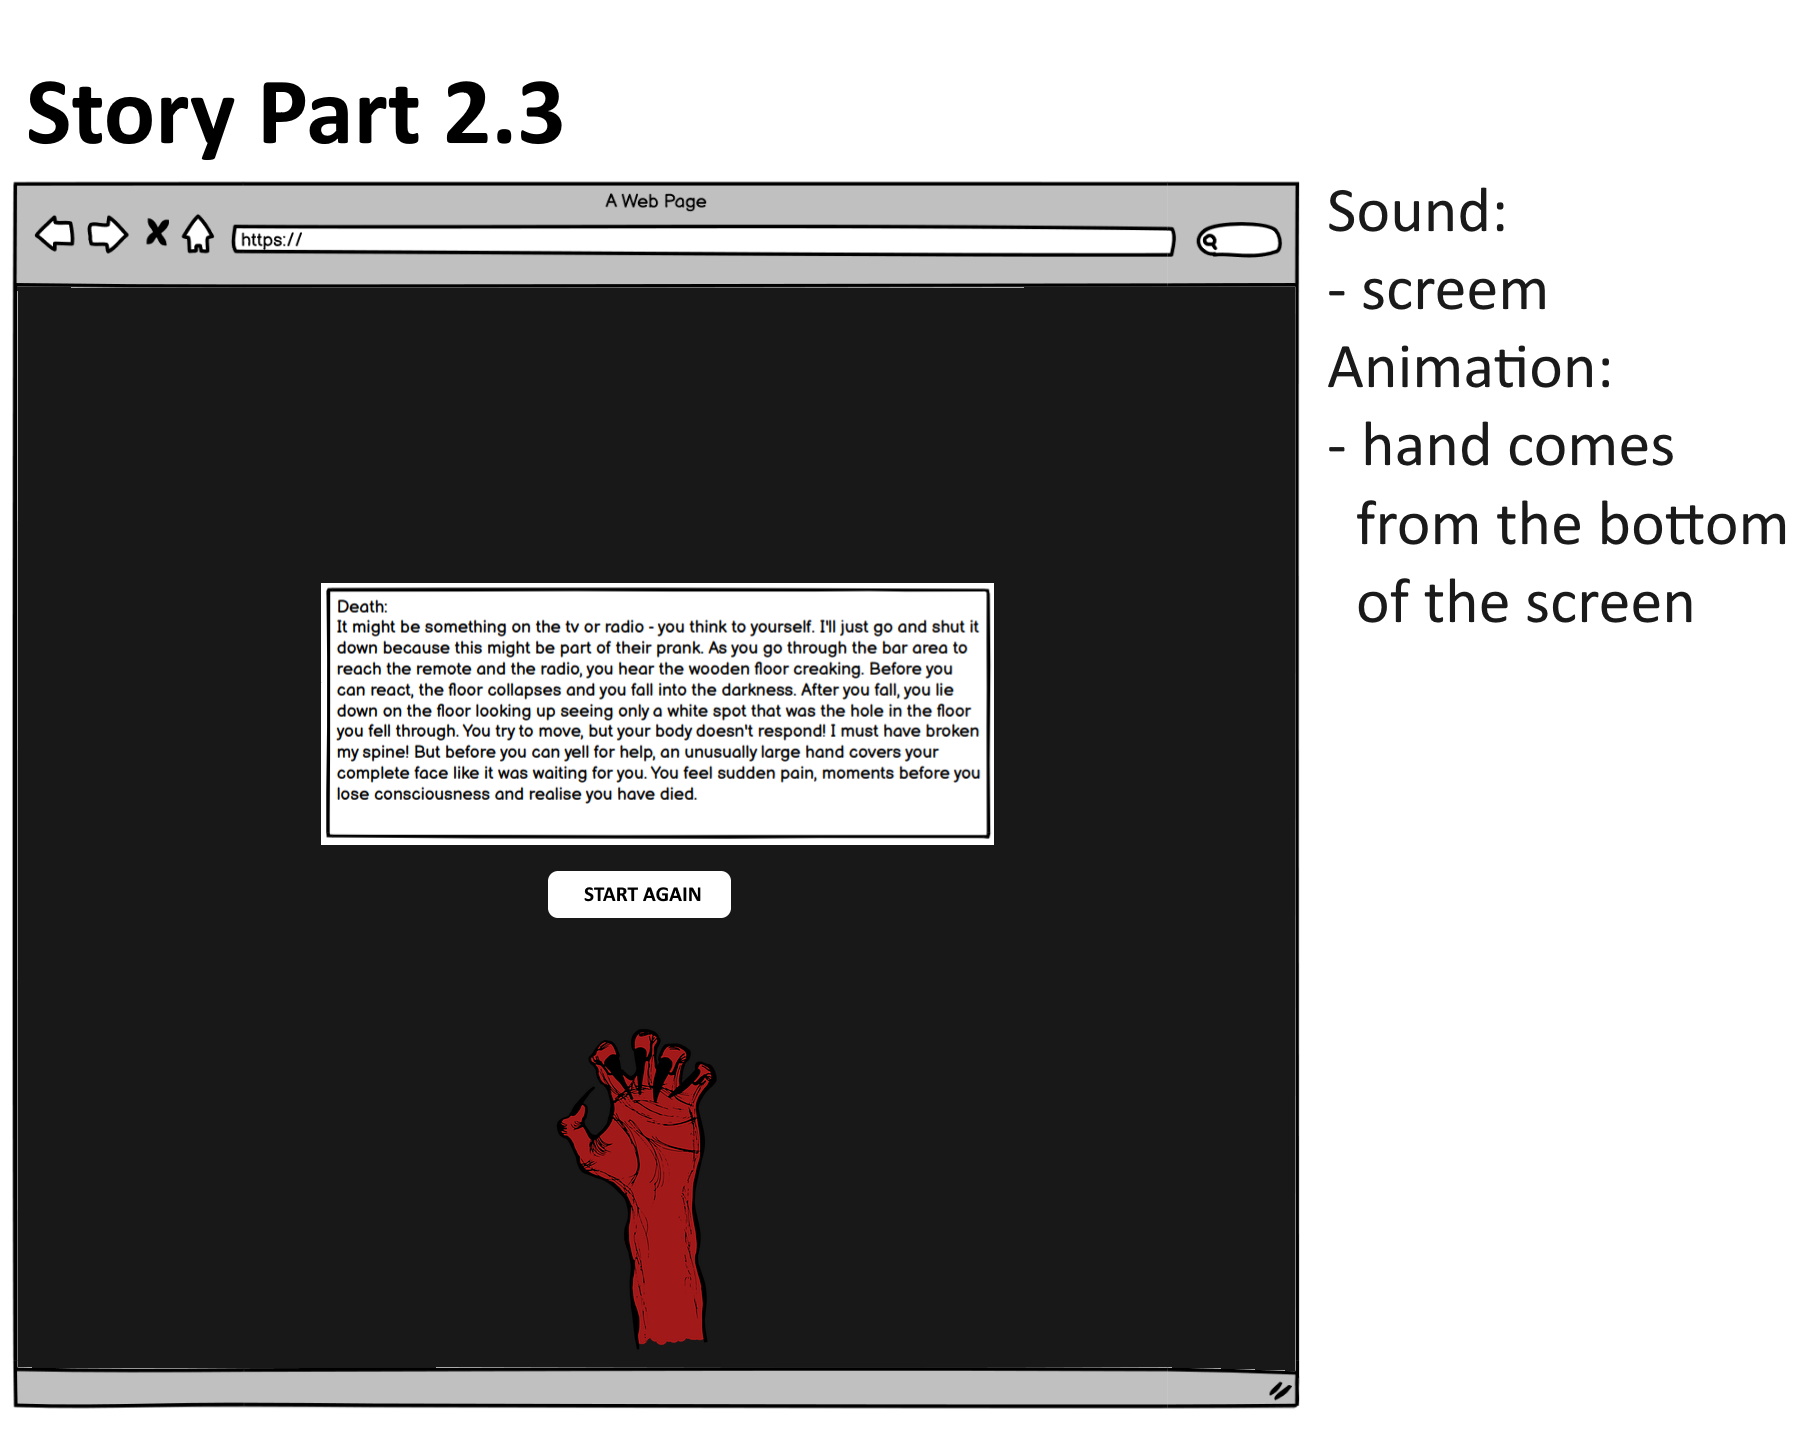 Story Part 2.3
A Web Page
https://
Sound:
- screem
Animation:
- hand comes
from the bottom
of the screen
Death:
It might be something on the tv or radio - you think to yourself. I'll just go and shut it
down because this might be part of their prank. As you go through the bar area to
reach the remote and the radio, you hear the wooden floor creaking. Before you
can react, the floor collapses and you fall into the darkness. After you fall, you lie
down on the floor looking up seeing only a white spot that was the hole in the floor
you fell through. You try to move, but your body doesn't respond! I must have broken
my spine! But before you can yell for help, an unusually large hand covers your
complete face like it was waiting for you. You feel sudden pain, moments before you
lose consciousness and realise you have died.
START AGAIN